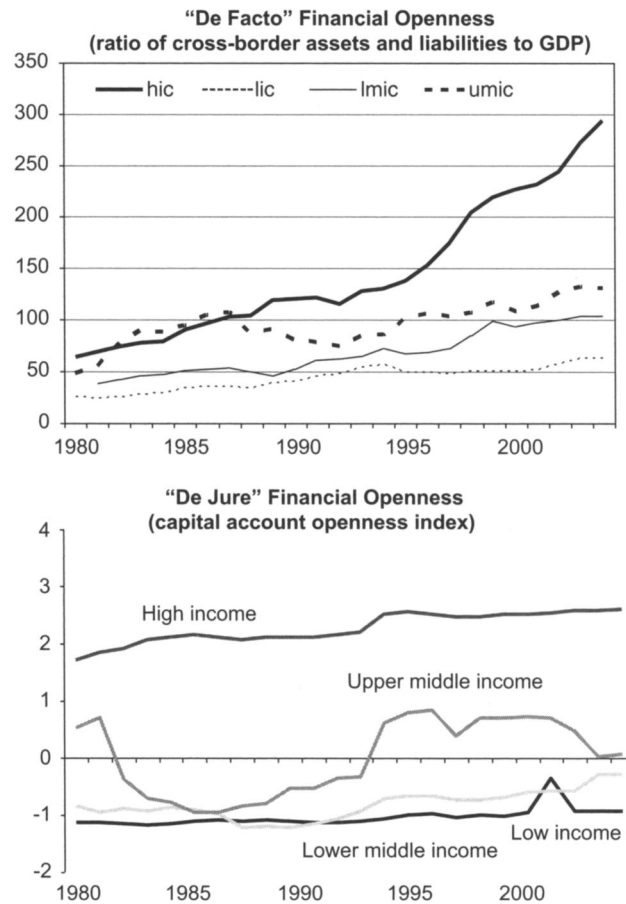 “De Facto” Financial Openness
(ratio of cross-border assets and liabilities to GDP)
350
hic lic lmic umic
300
250
200
150
100
50
0
1980 1985 1990 1995 2000
“De Jure” Financial Openness
(capital account openness index)
4
3
High income
2
Upper middle income
1
0
-1
Low income
Lower middle income
-2
1980 1985 1990 1995 2000